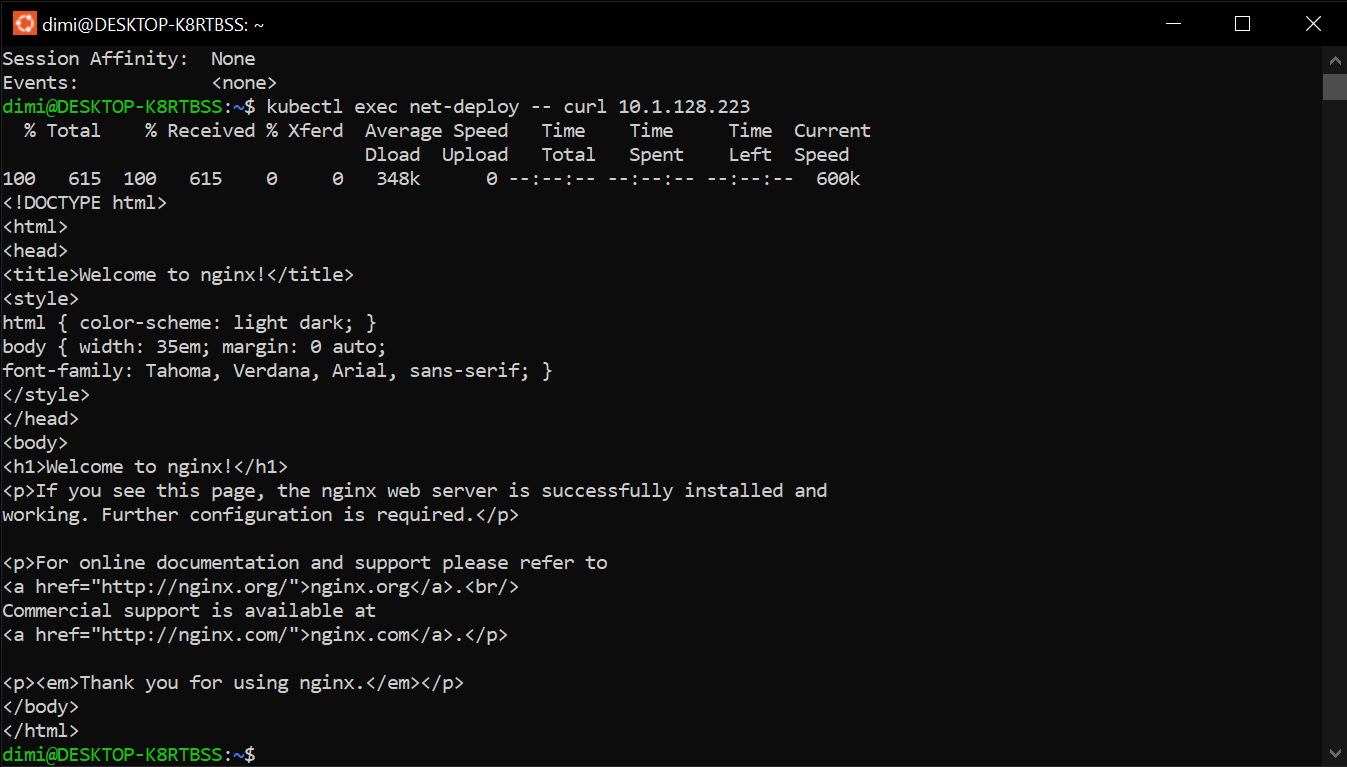 dimi@DESKTOP-K8RTBSS: ~
Session Affinity:  None
Events:            <none>
dimi@DESKTOP-K8RTBSS:~$ kubectl exec net-deploy -- curl 10.1.128.223
  % Total    % Received % Xferd  Average Speed   Time    Time     Time  Current
                                 Dload  Upload   Total   Spent    Left  Speed
100   615  100   615    0     0   348k      0 --:--:-- --:--:-- --:--:--  600k
<!DOCTYPE html>
<html>
<head>
<title>Welcome to nginx!</title>
<style>
html { color-scheme: light dark; }
body { width: 35em; margin: 0 auto;
font-family: Tahoma, Verdana, Arial, sans-serif; }
</style>
</head>
<body>
<h1>Welcome to nginx!</h1>
<p>If you see this page, the nginx web server is successfully installed and
working. Further configuration is required.</p>

<p>For online documentation and support please refer to
<a href="http://nginx.org/">nginx.org</a>.<br/>
Commercial support is available at
<a href="http://nginx.com/">nginx.com</a>.</p>

<p><em>Thank you for using nginx.</em></p>
</body>
</html>
dimi@DESKTOP-K8RTBSS:~$